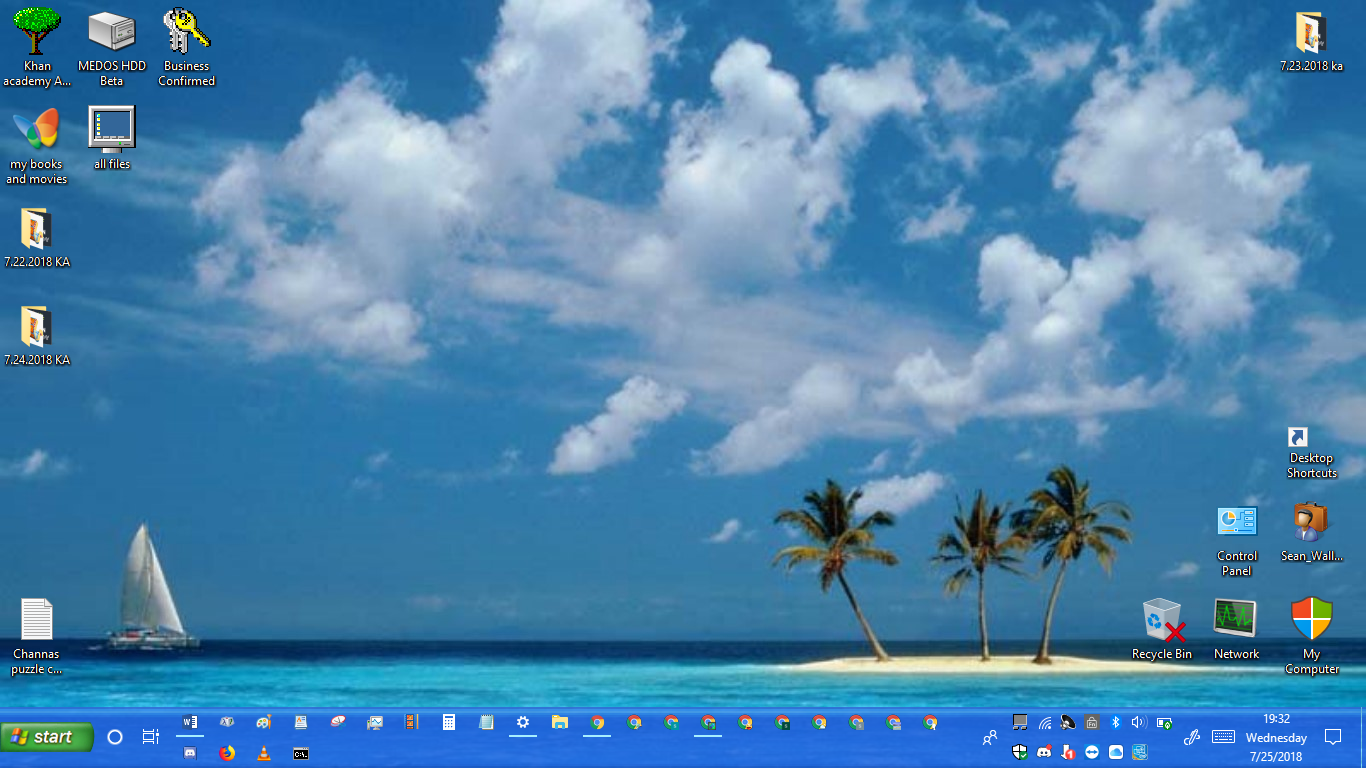 Khan
academy A...
MEDOS HDD
Beta
Business
Confirmed
7.23.2018 ka
my books
and movies
all files
7.22.2018 KA
7.24.2018 KA
Desktop
Shortcuts
Control
Panel
Sean_Wall...
Channas
puzzle c...
Recycle Bin
Network
My
Computer
start
19:32
Wednesday
7/25/2018